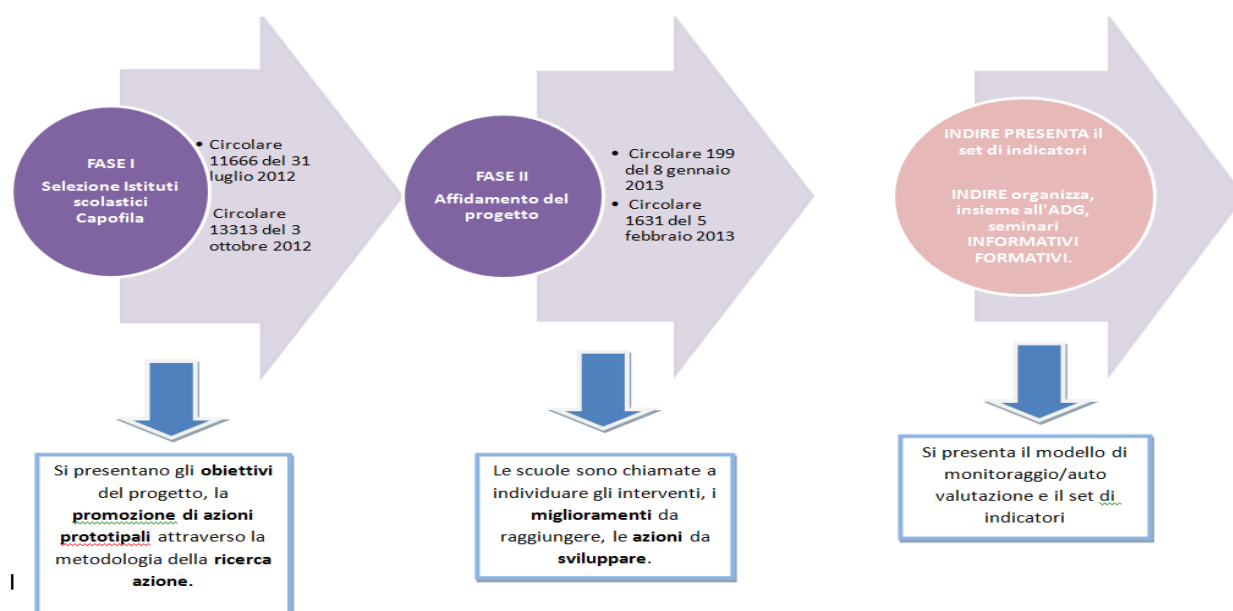 FASE I
Selezione Istituti
scolastici
Capofila
• Circolare
11666 del 31
luglio 2012
Circolare
13313 del 3
ottobre 2012
FASE II
Affidamento del
progetto
• Circolare 199
del 8 gennaio
2013
• Circolare
1631 del 5
febbraio 2013
INDIRE PRESENTA il
set di indicatori
INDIRE organizza,
insieme all'ADG,
seminari
INFORMATIVI
FORMATIVI.
Si presentano gli obiettivi
del progetto, la
promozione di azioni
prototipali attraverso la
metodologia della ricerca
azione.
Le scuole sono chiamate a
individuare gli interventi, i
miglioramenti da
raggiungere, le azioni da
sviluppare.
Si presenta il modello di
monitoraggio/auto
valutazione e il set di
indicatori
I